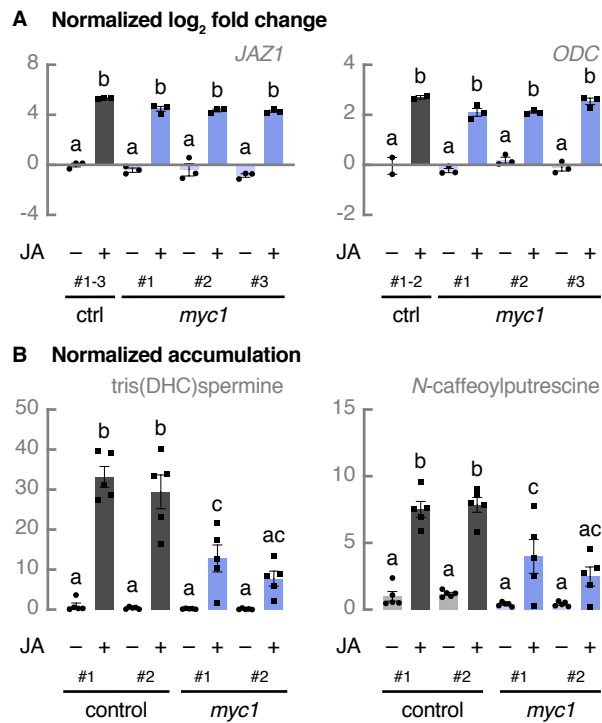 A Normalized log₂ fold change
JAZ1
8
4
0
-4
a b a b a b a b
JA – + – + – + – +
#1-3 #1 #2 #3
ctrl myc1
ODC
4
2
0
-2
a b a b a b a b
JA – + – + – + – +
#1-2 #1 #2 #3
ctrl myc1
B Normalized accumulation
tris(DHC)spermine
50
40
30
20
10
0
a b a b a c a ac
JA – + – + – + – +
#1 #2 #1 #2
control myc1
N-caffeoylputrescine
15
10
5
0
a b a b a c a ac
JA – + – + – + – +
#1 #2 #1 #2
control myc1